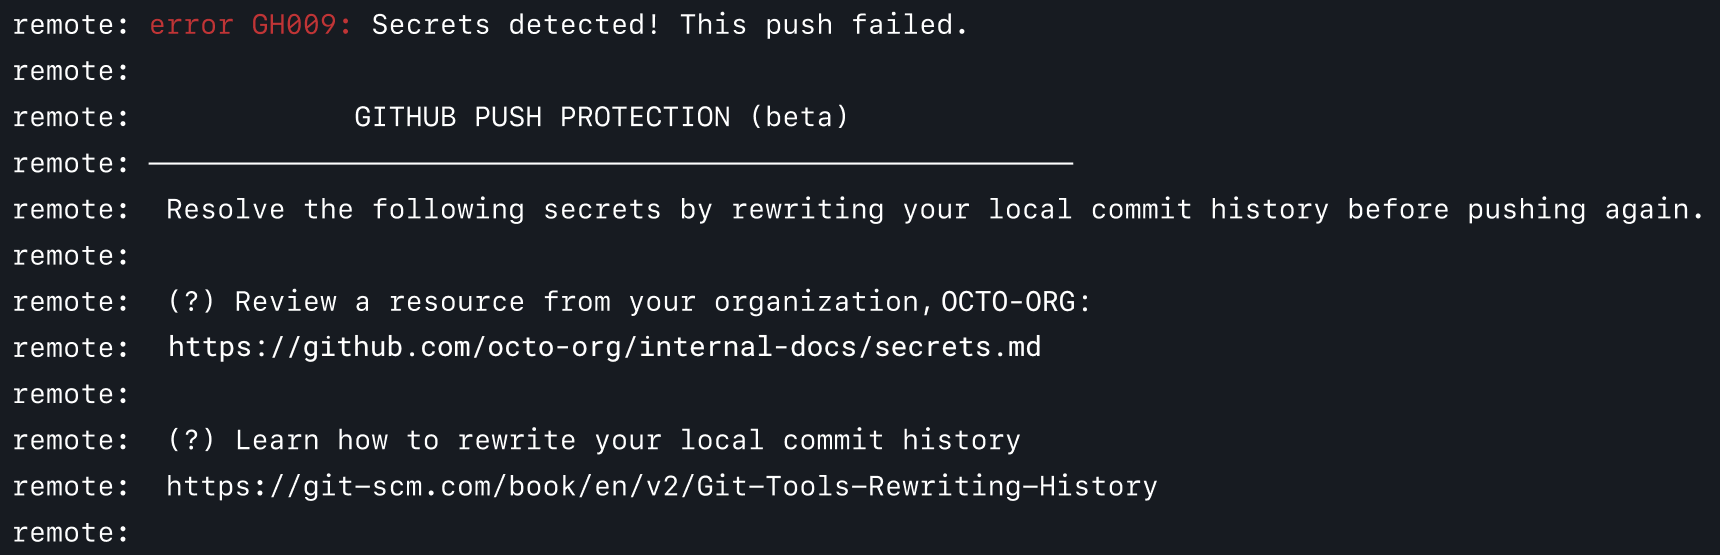 remote: error GH009: Secrets detected! This push failed.
remote:
remote: GITHUB PUSH PROTECTION (beta)
remote: ——————————————————————————————————————————————————————
remote: Resolve the following secrets by rewriting your local commit history before pushing again.
remote:
remote: (?) Review a resource from your organization, OCTO-ORG:
remote: https://github.com/octo-org/internal-docs/secrets.md
remote:
remote: (?) Learn how to rewrite your local commit history
remote: https://git-scm.com/book/en/v2/Git-Tools-Rewriting-History
remote: